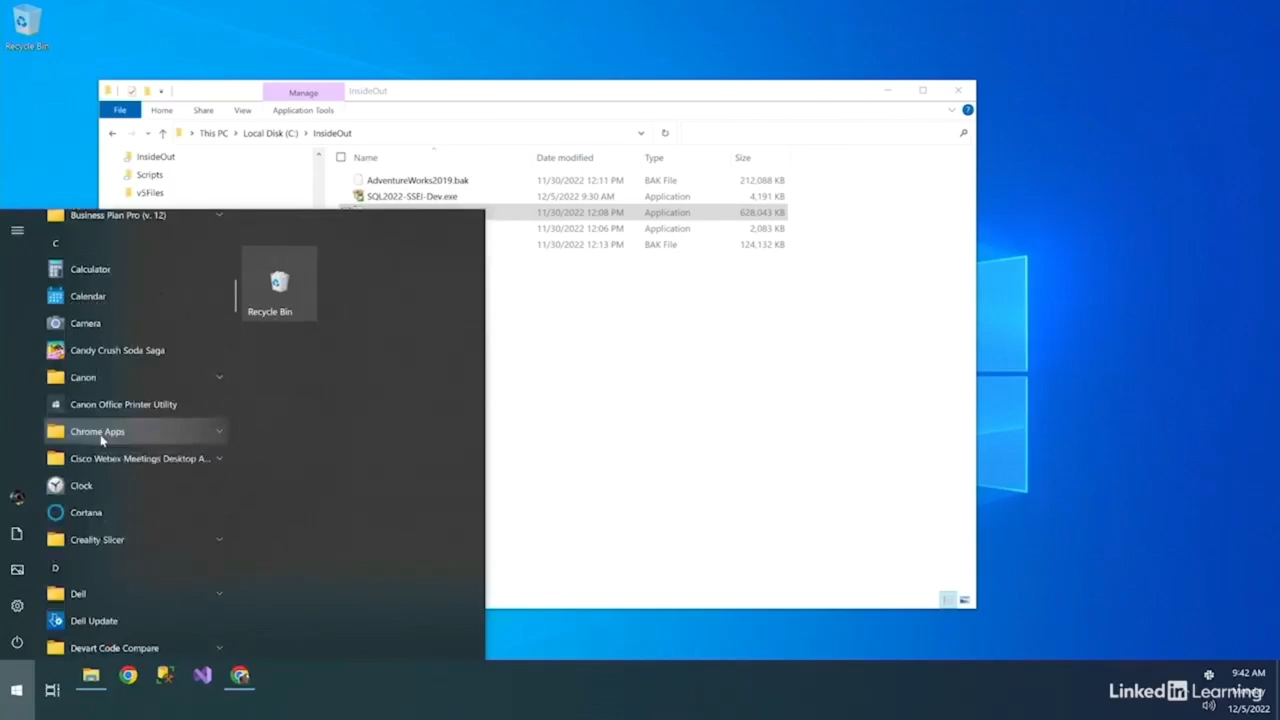 Recycle Bin
Manage
InsideOut
File
Home
Share
View
Application Tools
This PC
Local Disk (C:)
InsideOut
InsideOut
Scripts
vSFiles
Name
Date modified
Type
Size
AdventureWorks2019.bak
11/30/2022 12:11 PM
BAK File
212,088 KB
SQL2022-SSEI-Dev.exe
12/5/2022 9:30 AM
Application
4,191 KB
11/30/2022 12:08 PM
Application
628,043 KB
11/30/2022 12:06 PM
Application
2,083 KB
11/30/2022 12:13 PM
BAK File
124,132 KB
Business Plan Pro (v. 12)
C
Calculator
Calendar
Camera
Candy Crush Soda Saga
Canon
Canon Office Printer Utility
Chrome Apps
Cisco Webex Meetings Desktop A...
Clock
Cortana
Creality Slicer
D
Dell
Dell Update
Devart Code Compare
Recycle Bin
9:42 AM
LinkedIn Learning
12/5/2022